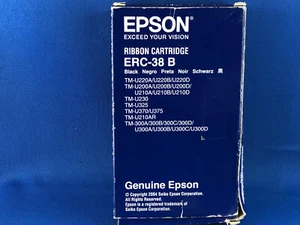 EPSON
EXCEED YOUR VISION
RIBBON CARTRIDGE
ERC-38 B
Black Negro Preta Noir Schwarz 黒
TM-U220A/U220B/U220D
TM-U200A/U200B/U200D/
U210A/U210B/U210D
TM-U230
TM-U325
TM-U370/U375
TM-U210AR
TM-300A/300B/300C/300D/
U300A/U300B/U300C/U300D
Genuine Epson
© Copyright 2004 Seiko Epson Corporation.
All Rights Reserved.
Epson is a registered trademark of
Seiko Epson Corporation.